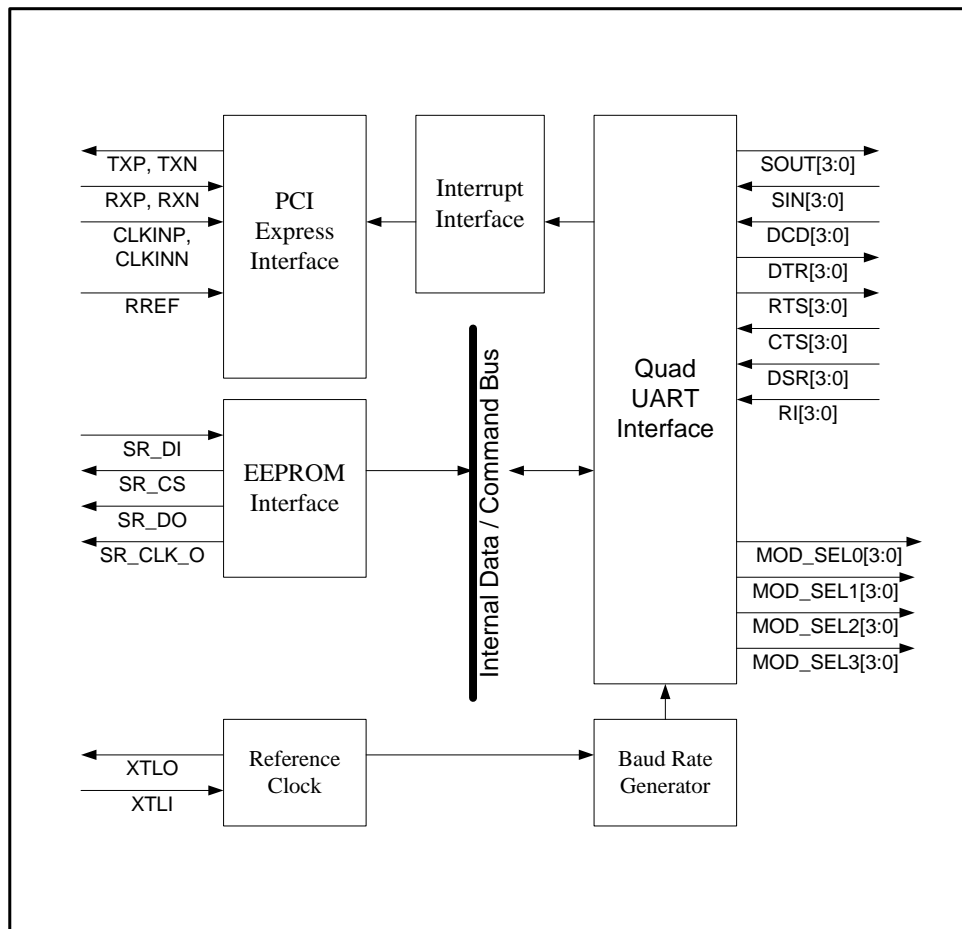 TXP, TXN
RXP, RXN
CLKINP,
CLKINN
RREF
PCI
Express
Interface
Interrupt
Interface
Quad
UART
Interface
SOUT[3:0]
SIN[3:0]
DCD[3:0]
DTR[3:0]
RTS[3:0]
CTS[3:0]
DSR[3:0]
RI[3:0]
SR_DI
SR_CS
SR_DO
SR_CLK_O
EEPROM
Interface
Internal Data / Command Bus
MOD_SEL0[3:0]
MOD_SEL1[3:0]
MOD_SEL2[3:0]
MOD_SEL3[3:0]
XTLO
XTLI
Reference
Clock
Baud Rate
Generator